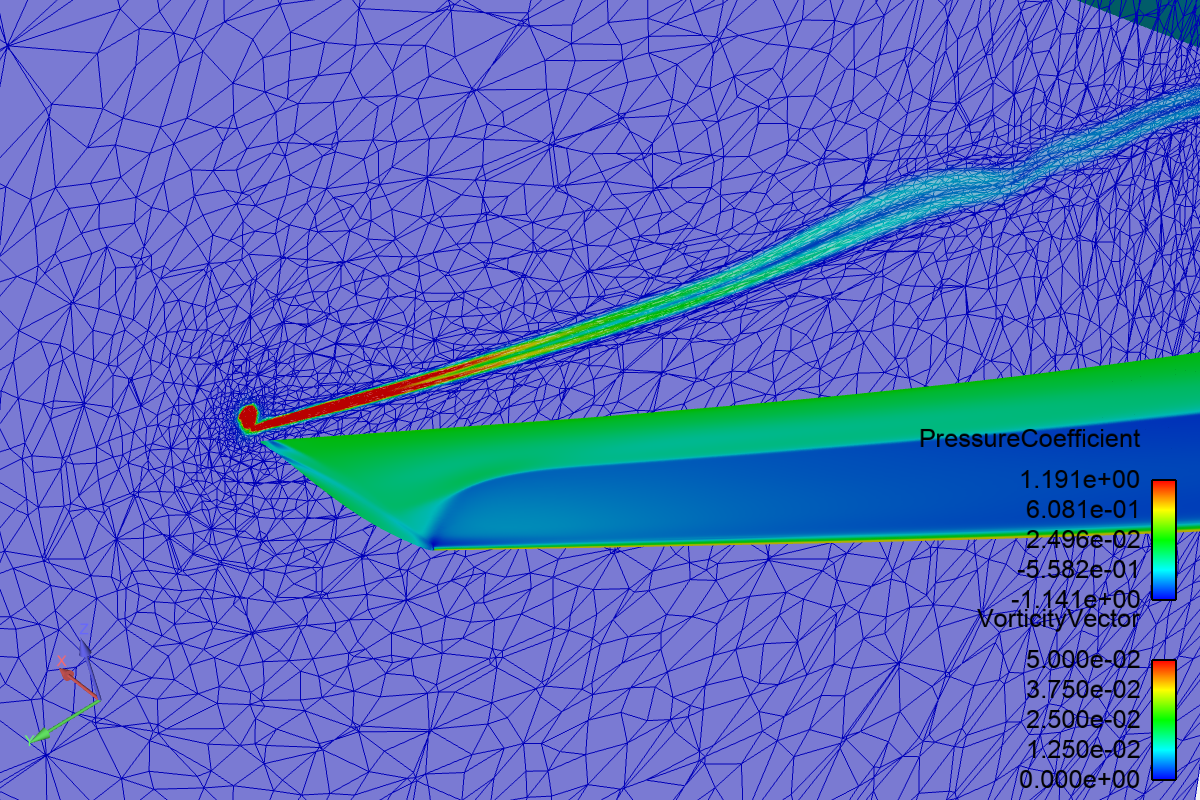 PressureCoefficient
1.191e+00
6.081e-01
2.496e-02
-5.582e-01
-1.141e+00
VorticityVector
5.000e-02
3.750e-02
2.500e-02
1.250e-02
0.000e+00
Z
X
Y